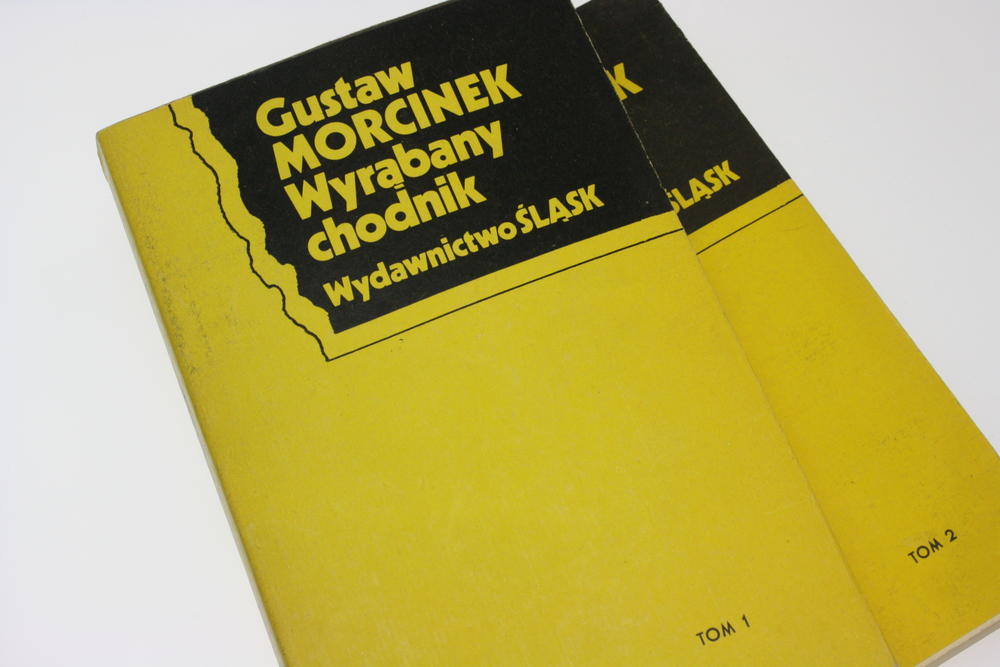 Gustaw
MORCINEK
Wyrąbany
chodnik
Wydawnictwo ŚLĄSK
TOM 1
K
ŚLĄSK
TOM 2